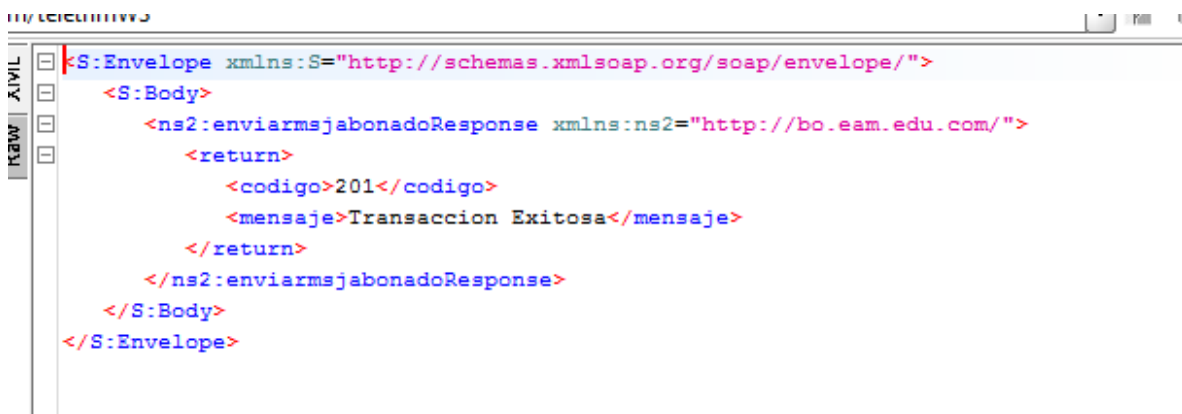 XML
Raw
<S:Envelope xmlns:S="http://schemas.xmlsoap.org/soap/envelope/">
<S:Body>
<ns2:enviarmsjabonadoResponse xmlns:ns2="http://bo.eam.edu.com/">
<return>
<codigo>201</codigo>
<mensaje>Transaccion Exitosa</mensaje>
</return>
</ns2:enviarmsjabonadoResponse>
</S:Body>
</S:Envelope>